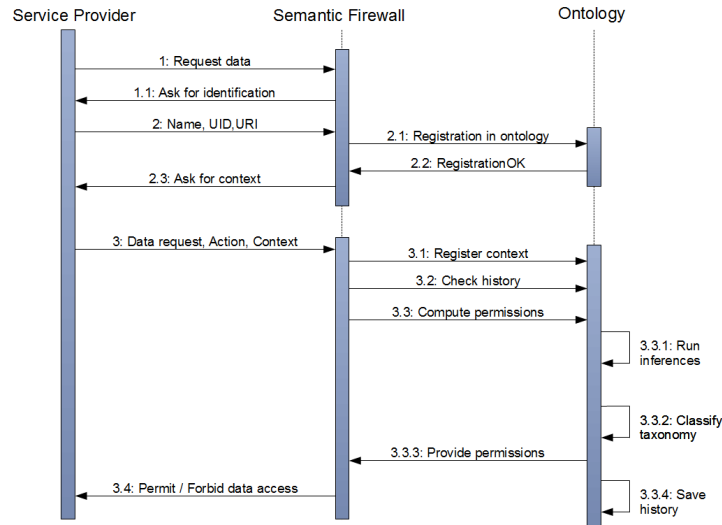 Service Provider
Semantic Firewall
Ontology
1: Request data
1.1: Ask for identification
2: Name, UID,URI
2.1: Registration in ontology
2.2: RegistrationOK
2.3: Ask for context
3: Data request, Action, Context
3.1: Register context
3.2: Check history
3.3: Compute permissions
3.3.1: Run
inferences
3.3.2: Classify
taxonomy
3.3.3: Provide permissions
3.4: Permit / Forbid data access
3.3.4: Save
history